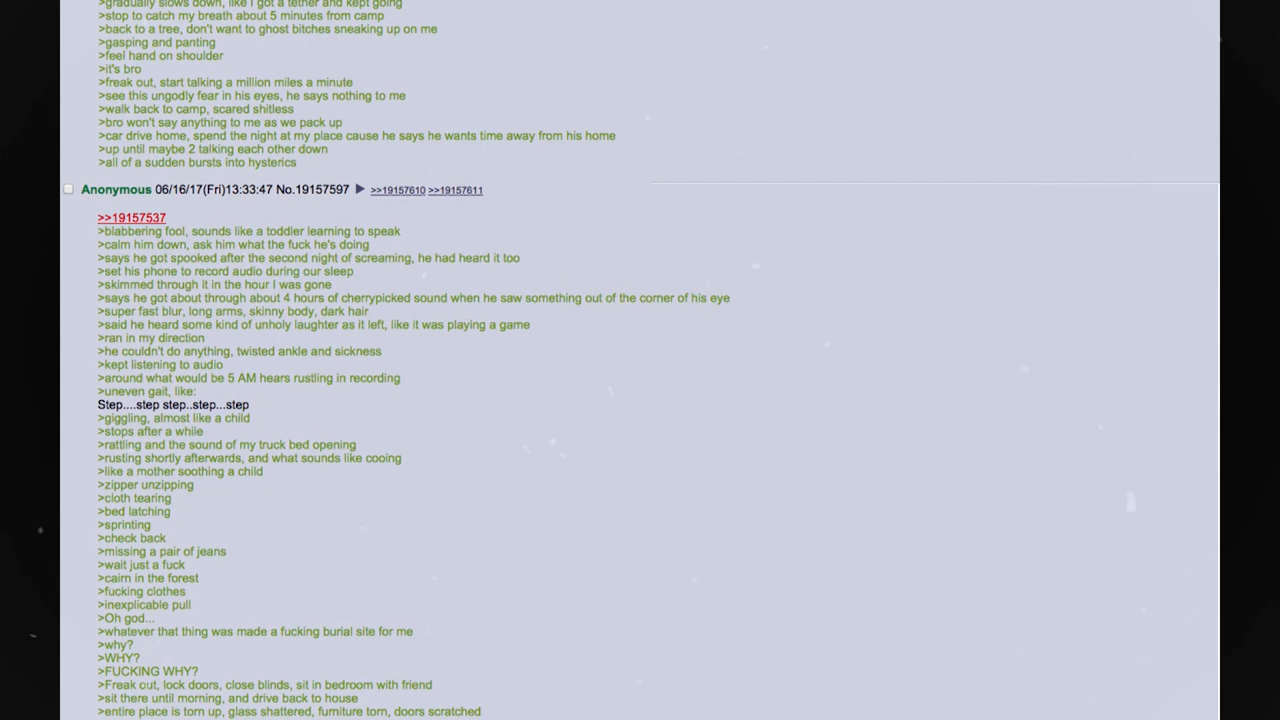 >gradually slows down, like I got a tether and kept going
>stop to catch my breath about 5 minutes from camp
>back to a tree, don't want to ghost bitches sneaking up on me
>gasping and panting
>feel hand on shoulder
>it's bro
>freak out, start talking a million miles a minute
>see this ungodly fear in his eyes, he says nothing to me
>walk back to camp, scared shitless
>bro won't say anything to me as we pack up
>car drive home, spend the night at my place cause he says he wants time away from his home
>up until maybe 2 talking each other down
>all of a sudden bursts into hysterics
Anonymous 06/16/17(Fri)13:33:47 No.19157597 ▶ >>19157610 >>19157611
>>19157537
>blabbering fool, sounds like a toddler learning to speak
>calm him down, ask him what the fuck he's doing
>says he got spooked after the second night of screaming, he had heard it too
>set his phone to record audio during our sleep
>skimmed through it in the hour I was gone
>says he got about through about 4 hours of cherrypicked sound when he saw something out of the corner of his eye
>super fast blur, long arms, skinny body, dark hair
>said he heard some kind of unholy laughter as it left, like it was playing a game
>ran in my direction
>he couldn't do anything, twisted ankle and sickness
>kept listening to audio
>around what would be 5 AM hears rustling in recording
>uneven gait, like:
Step....step step..step...step
>giggling, almost like a child
>stops after a while
>rattling and the sound of my truck bed opening
>rusting shortly afterwards, and what sounds like cooing
>like a mother soothing a child
>zipper unzipping
>cloth tearing
>bed latching
>sprinting
>check back
>missing a pair of jeans
>wait just a fuck
>cairn in the forest
>fucking clothes
>inexplicable pull
>Oh god...
>whatever that thing was made a fucking burial site for me
>why?
>WHY?
>FUCKING WHY?
>Freak out, lock doors, close blinds, sit in bedroom with friend
>sit there until morning, and drive back to house
>entire place is torn up, glass shattered, furniture torn, doors scratched